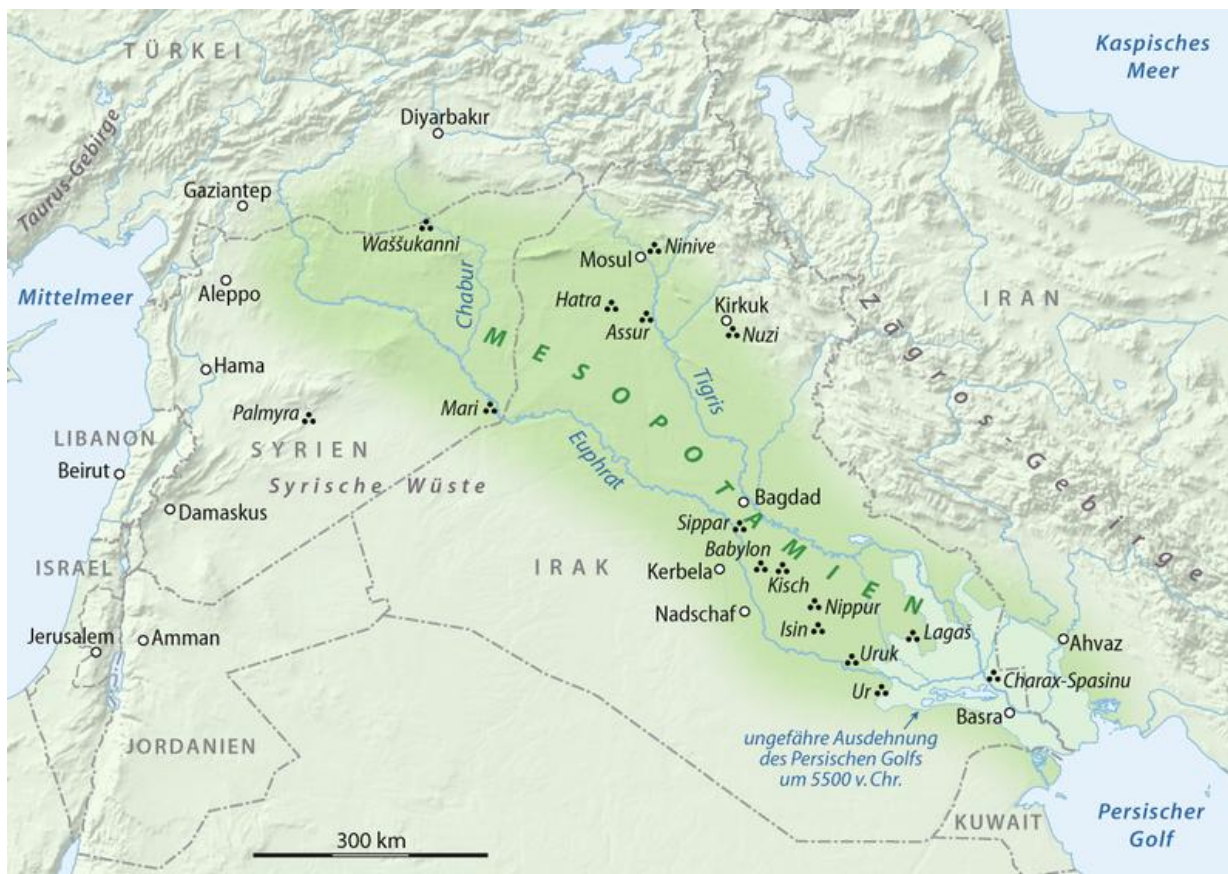 TÜRKEI
Kaspisches
Meer
Diyarbakır
Taurus-Gebirge
Gaziantep
Waššukanni
Mosul
Ninive
Mittelmeer
Aleppo
Chabur
Hatra
Assur
Kirkuk
Nuzi
IRAN
Zāgros-Gebirge
MESOPOTAMIEN
Hama
Tigris
Palmyra
Mari
LIBANON
SYRIEN
Beirut
Syrische Wüste
Euphrat
Damaskus
Bagdad
Sippar
Babylon
ISRAEL
IRAK
Kerbela
Kisch
Nippur
Nadschaf
Isin
Lagaš
Jerusalem
Amman
Ahvaz
Uruk
Ur
Charax-Spasinu
Basra
JORDANIEN
ungefähre Ausdehnung
des Persischen Golfs
um 5500 v. Chr.
KUWAIT
Persischer
Golf
300 km